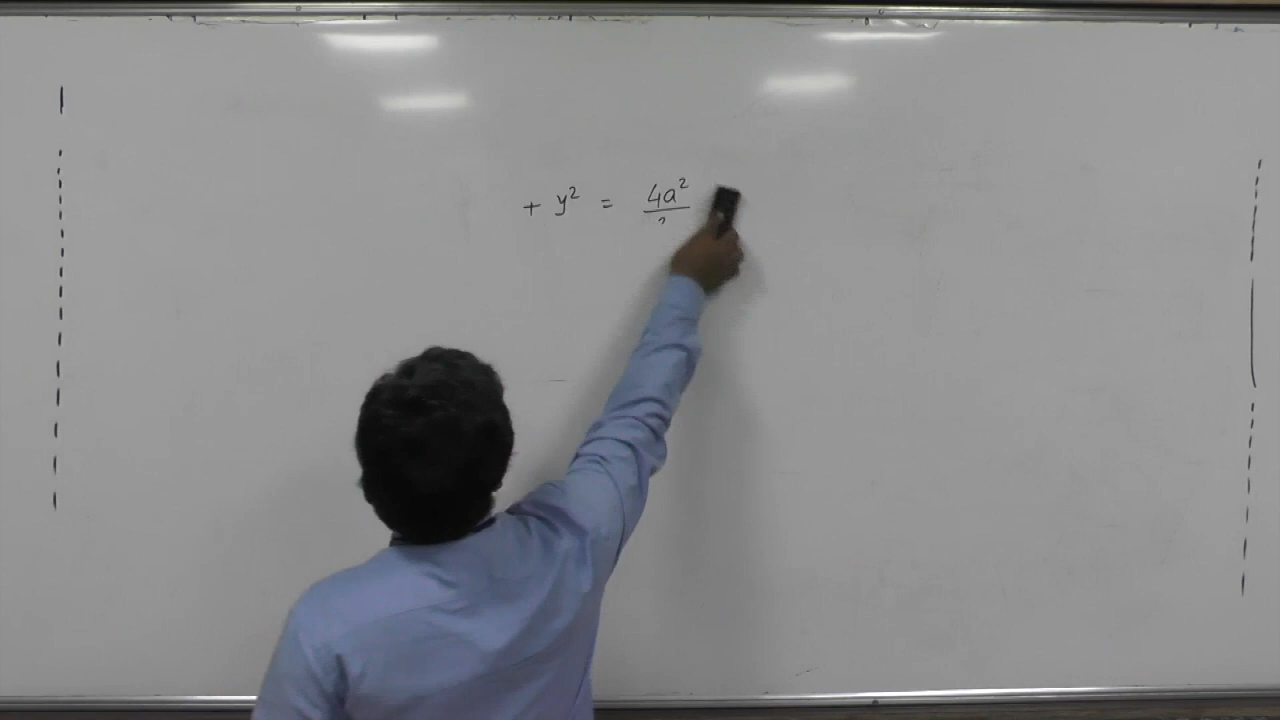 + y² = 4a²